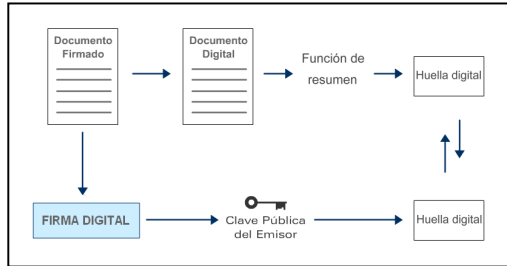 Documento
Firmado
Documento
Digital
Función de
resumen
Huella digital
FIRMA DIGITAL
Clave Pública
del Emisor
Huella digital